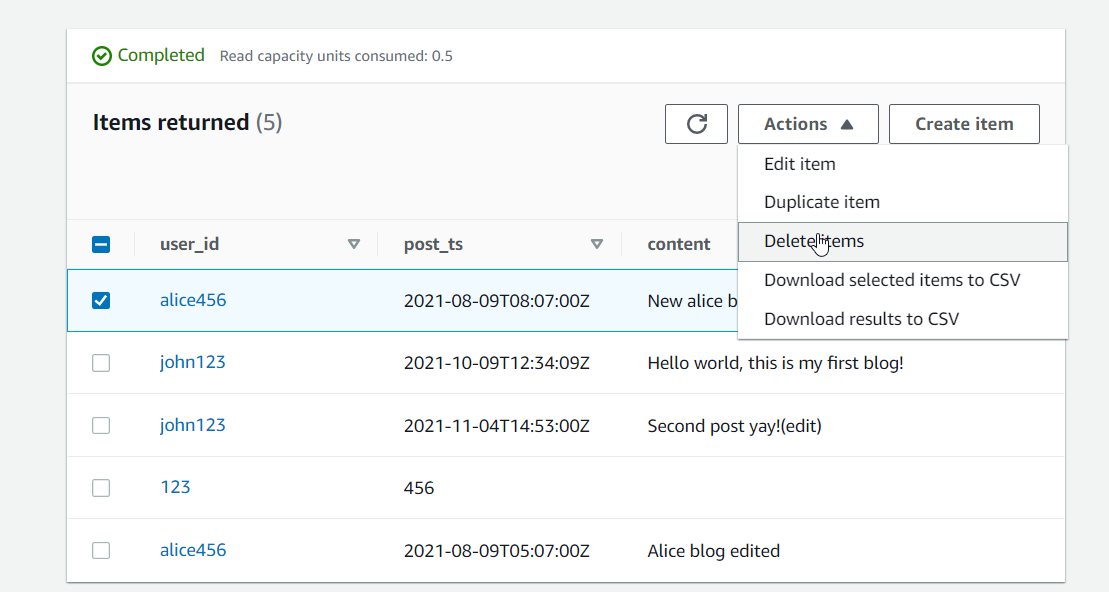 Completed Read capacity units consumed: 0.5
Items returned (5)
Actions Create item
Edit item
Duplicate item
Delete items
Download selected items to CSV
Download results to CSV
user_id post_ts content
alice456 2021-08-09T08:07:00Z New alice b
john123 2021-10-09T12:34:09Z Hello world, this is my first blog!
john123 2021-11-04T14:53:00Z Second post yay!(edit)
123 456
alice456 2021-08-09T05:07:00Z Alice blog edited